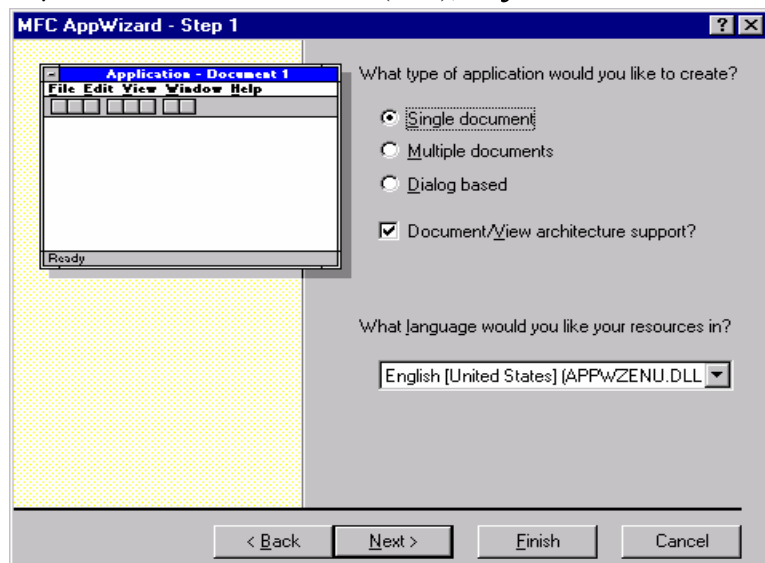 MFC AppWizard - Step 1
Application - Document 1
File Edit View Window Help
Ready
What type of application would you like to create?
Single document
Multiple documents
Dialog based
Document/View architecture support?
What language would you like your resources in?
English [United States] (APPWZENU.DLL
< Back
Next >
Finish
Cancel